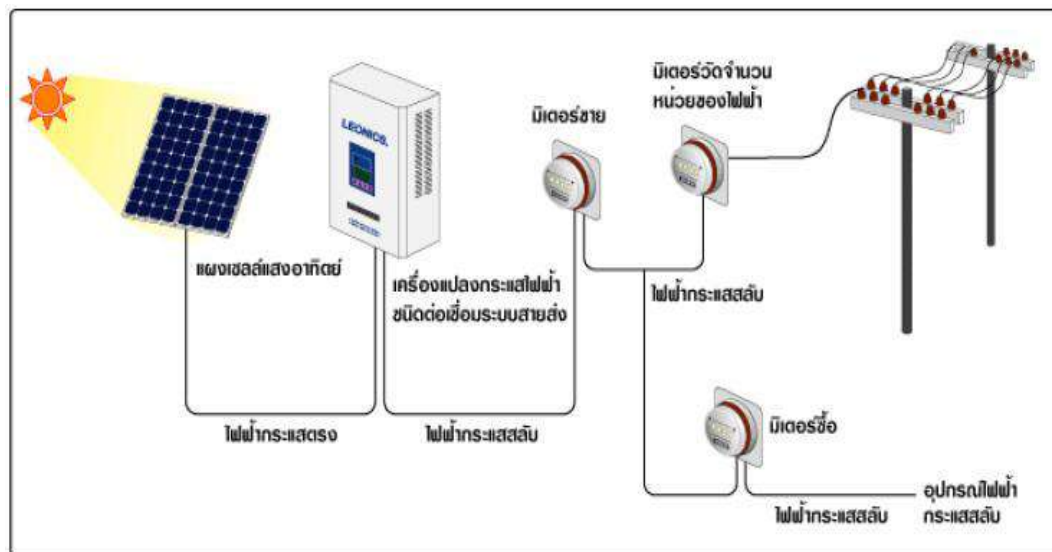 มิเตอร์วัดจำนวน
หน่วยของไฟฟ้า
มิเตอร์ขาย
LEONICS.
แผงเซลล์แสงอาทิตย์
เครื่องแปลงกระแสไฟฟ้า
ชนิดต่อเชื่อมระบบสายส่ง
ไฟฟ้ากระแสสลับ
ไฟฟ้ากระแสตรง
ไฟฟ้ากระแสสลับ
มิเตอร์ซื้อ
ไฟฟ้ากระแสสลับ
อุปกรณ์ไฟฟ้า
กระแสสลับ